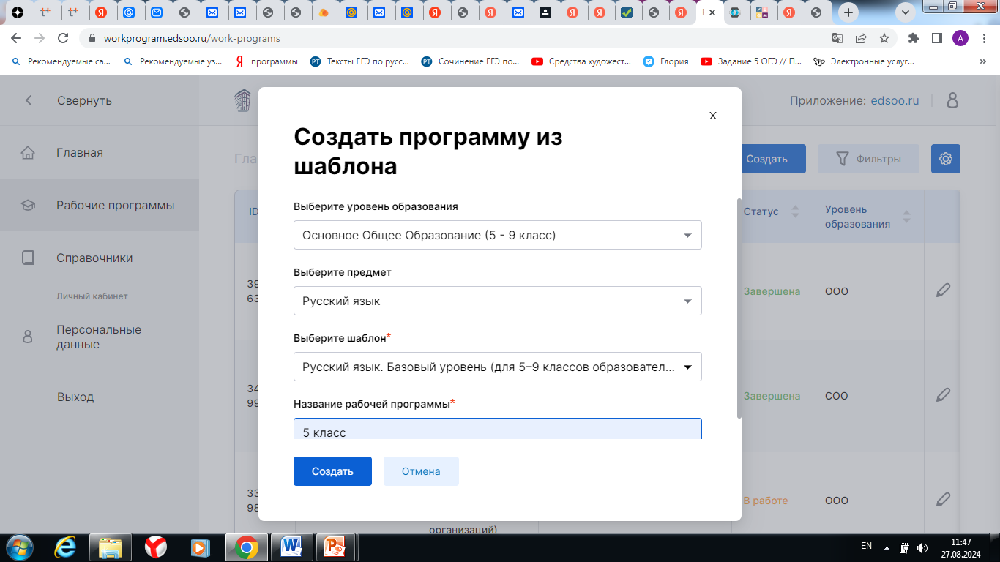 workprogram.edsoo.ru/work-programs
A
Рекомендуемые са...
Рекомендуемые уз...
программы
Тексты ЕГЭ по русс...
Сочинение ЕГЭ по...
Средства художест...
Глория
Задание 5 ОГЭ // П...
Электронные услуг...
»
Свернуть
Приложение: edsoo.ru
Главная
Рабочие программы
Справочники
Личный кабинет
Персональные
данные
Выход
Создать
Фильтры
ID
Статус
Уровень
образования
39
63
Завершена
ООО
34
99
Завершена
СОО
33
98
В работе
ООО
организаций)
X
Создать программу из
шаблона
Выберите уровень образования
Основное Общее Образование (5 - 9 класс)
Выберите предмет
Русский язык
Выберите шаблон*
Русский язык. Базовый уровень (для 5–9 классов образовател...
Название рабочей программы*
5 класс
Создать
Отмена
EN
11:47
27.08.2024